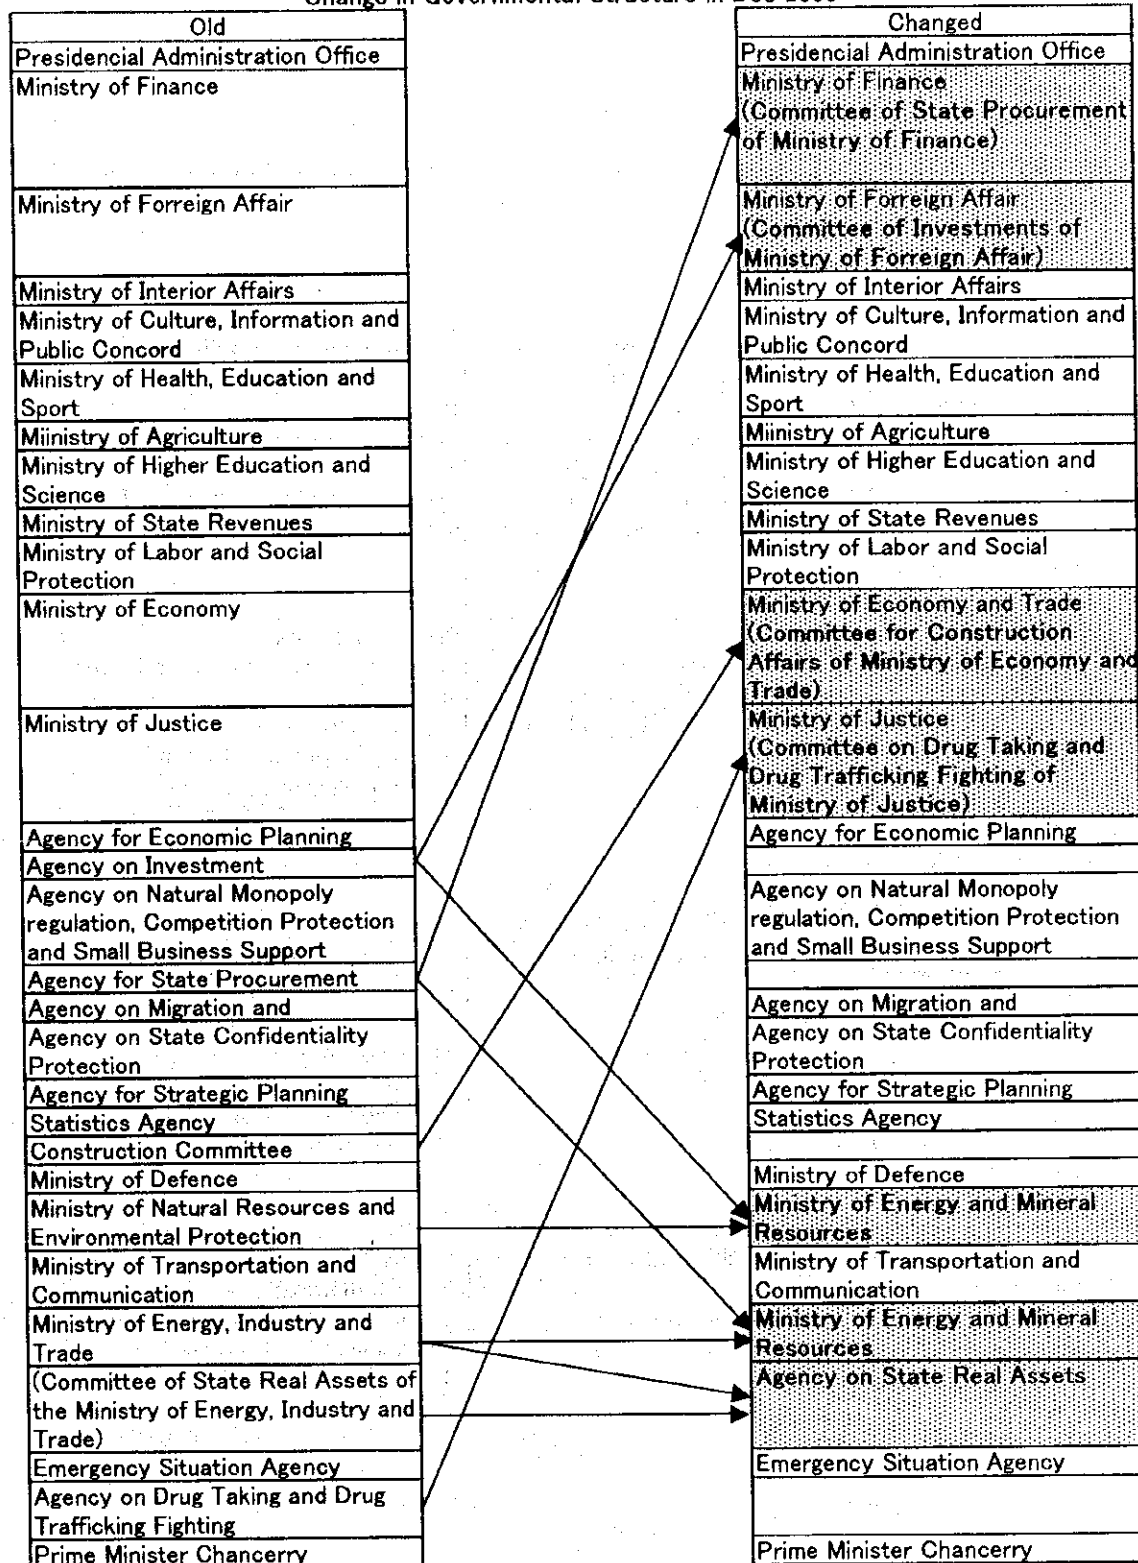 Old
Presidencial Administration Office
Ministry of Finance
Ministry of Forreign Affair
Ministry of Interior Affairs
Ministry of Culture, Information and
Public Concord
Ministry of Health, Education and
Sport
Miinistry of Agriculture
Ministry of Higher Education and
Science
Ministry of State Revenues
Ministry of Labor and Social
Protection
Ministry of Economy
Ministry of Justice
Agency for Economic Planning
Agency on Investment
Agency on Natural Monopoly
regulation, Competition Protection
and Small Business Support
Agency for State Procurement
Agency on Migration and
Agency on State Confidentiality
Protection
Agency for Strategic Planning
Statistics Agency
Construction Committee
Ministry of Defence
Ministry of Natural Resources and
Environmental Protection
Ministry of Transportation and
Communication
Ministry of Energy, Industry and
Trade
(Committee of State Real Assets of
the Ministry of Energy, Industry and
Trade)
Emergency Situation Agency
Agency on Drug Taking and Drug
Trafficking Fighting
Prime Minister Chancerry
Changed
Presidencial Administration Office
Ministry of Finance
(Committee of State Procurement
of Ministry of Finance)
Ministry of Forreign Affair
(Committee of Investments of
Ministry of Forreign Affair)
Ministry of Interior Affairs
Ministry of Culture, Information and
Public Concord
Ministry of Health, Education and
Sport
Miinistry of Agriculture
Ministry of Higher Education and
Science
Ministry of State Revenues
Ministry of Labor and Social
Protection
Ministry of Economy and Trade
(Committee for Construction
Affairs of Ministry of Economy and
Trade)
Ministry of Justice
(Committee on Drug Taking and
Drug Trafficking Fighting of
Ministry of Justice)
Agency for Economic Planning
Agency on Natural Monopoly
regulation, Competition Protection
and Small Business Support
Agency on Migration and
Agency on State Confidentiality
Protection
Agency for Strategic Planning
Statistics Agency
Ministry of Defence
Ministry of Energy and Mineral
Resources
Ministry of Transportation and
Communication
Ministry of Energy and Mineral
Resources
Agency on State Real Assets
Emergency Situation Agency
Prime Minister Chancerry